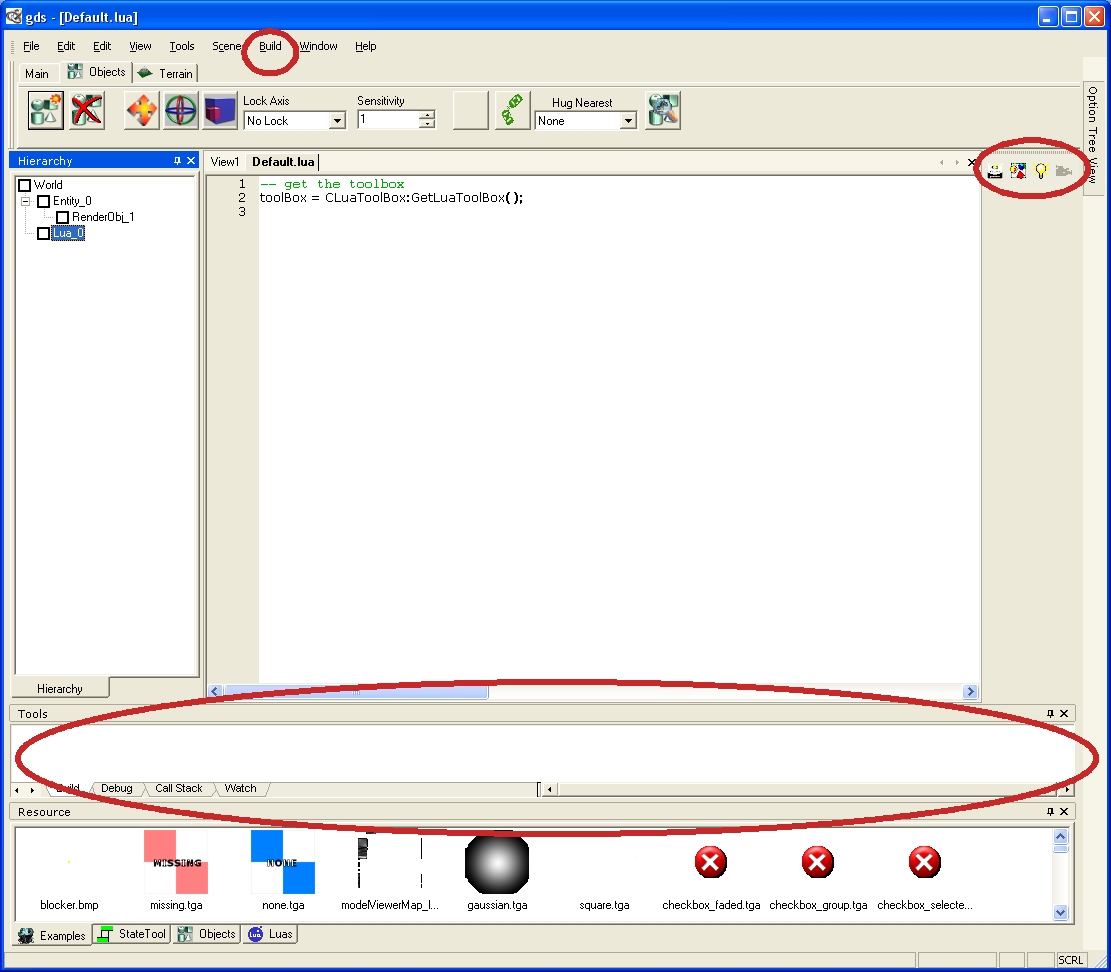 gds - [Default.lua]
File Edit Edit View Tools Scene Build Window Help
Main Objects Terrain
Lock Axis Sensitivity Hug Nearest
No Lock 1 None
Option Tree View
Hierarchy
View1 Default.lua
World
Entity_0
RenderObj_1
Lua_0
1 -- get the toolbox
2 toolBox = CLuaToolBox:GetLuaToolBox();
3
Hierarchy
Tools
Build Debug Call Stack Watch
Resource
MISSING NONE
blocker.bmp missing.tga none.tga modelViewerMap_l... gaussian.tga square.tga checkbox_faded.tga checkbox_group.tga checkbox_selecte...
Examples StateTool Objects Luas
SCRL